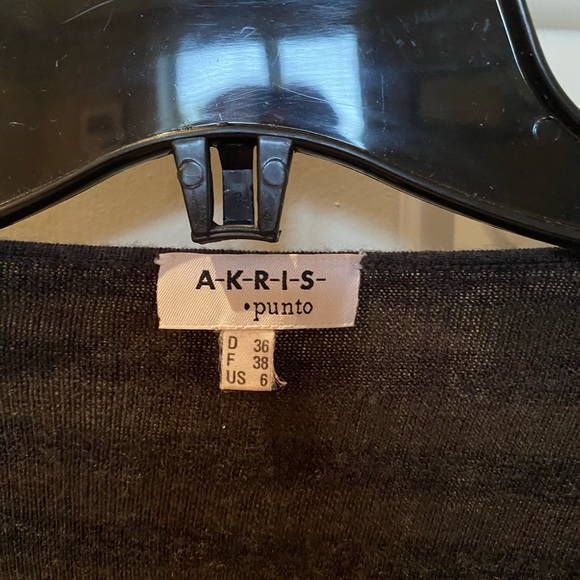 A-K-R-I-S-
•punto
D 36
F 38
US 6